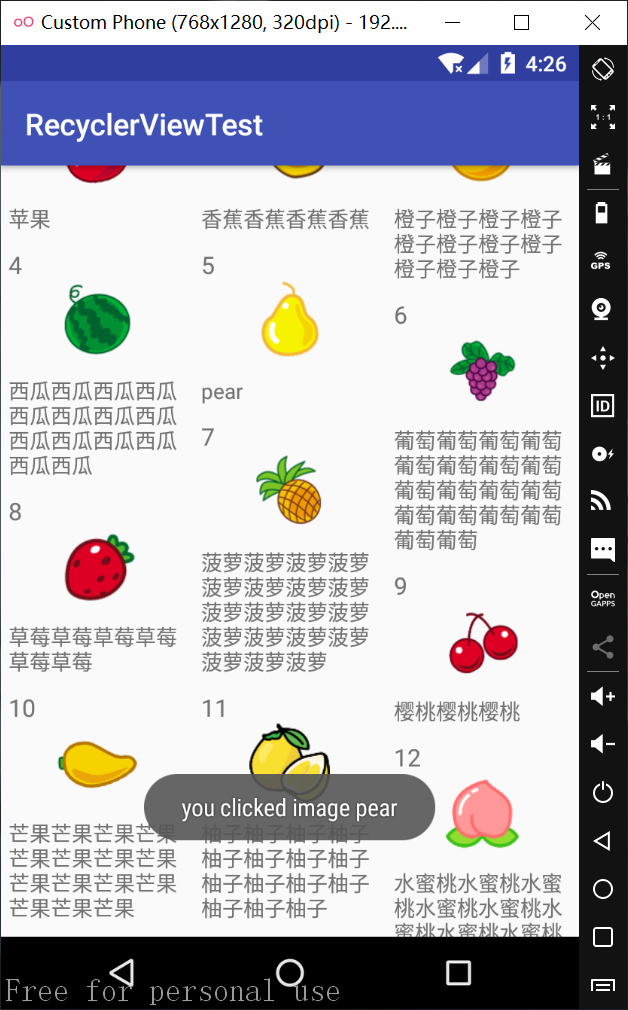 Custom Phone (768x1280, 320dpi) - 192....
4:26
RecyclerViewTest
苹果
4
西瓜西瓜西瓜西瓜
西瓜西瓜西瓜西瓜
西瓜西瓜西瓜西瓜
西瓜西瓜
8
草莓草莓草莓草莓
草莓草莓
10
芒果芒果芒果芒果
芒果芒果芒果芒果
芒果芒果芒果芒果
芒果芒果芒果
香蕉香蕉香蕉香蕉
5
pear
7
菠萝菠萝菠萝菠萝
菠萝菠萝菠萝菠萝
菠萝菠萝菠萝菠萝
菠萝菠萝菠萝菠萝
菠萝菠萝菠萝
11
you clicked image pear
柚子柚子柚子柚子
柚子柚子柚子柚子
柚子柚子柚子柚子
柚子柚子柚子
橙子橙子橙子橙子
橙子橙子橙子橙子
橙子橙子橙子
6
葡萄葡萄葡萄葡萄
葡萄葡萄葡萄葡萄
葡萄葡萄葡萄葡萄
葡萄葡萄葡萄葡萄
葡萄葡萄
9
樱桃樱桃樱桃
12
水蜜桃水蜜桃水蜜
桃水蜜桃水蜜桃水
蜜桃水蜜桃水蜜桃
1:1
GPS
ID
Open
GAPPS
Free for personal use